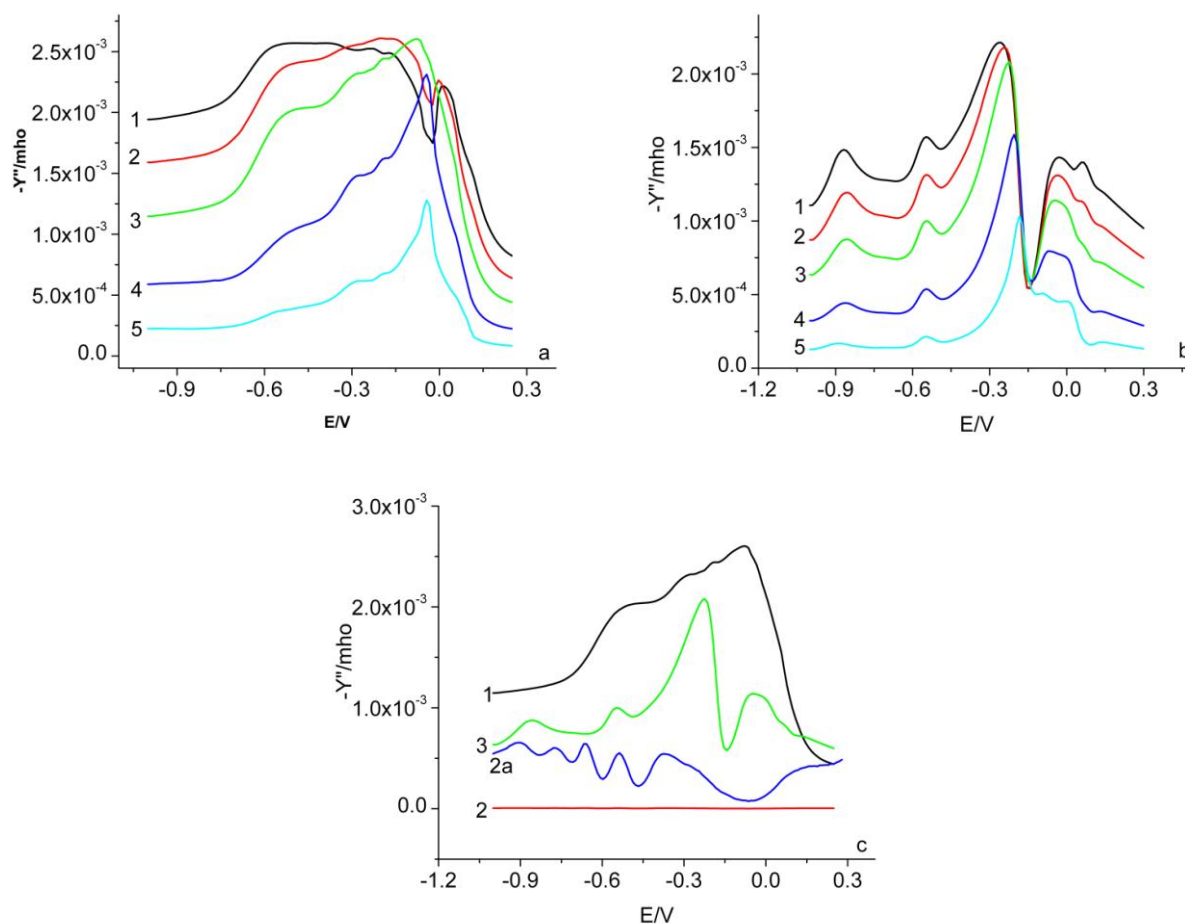 2.5x10⁻³
2.0x10⁻³
1.5x10⁻³
1.0x10⁻³
5.0x10⁻⁴
0.0
-Y"/mho
1
2
3
4
5
a
-0.9 -0.6 -0.3 0.0 0.3
E/V
2.0x10⁻³
1.5x10⁻³
1.0x10⁻³
5.0x10⁻⁴
0.0
-Y"/mho
1
2
3
4
5
b
-1.2 -0.9 -0.6 -0.3 0.0 0.3
E/V
3.0x10⁻³
2.0x10⁻³
1.0x10⁻³
0.0
-Y"/mho
1
3
2a
2
c
-1.2 -0.9 -0.6 -0.3 0.0 0.3
E/V